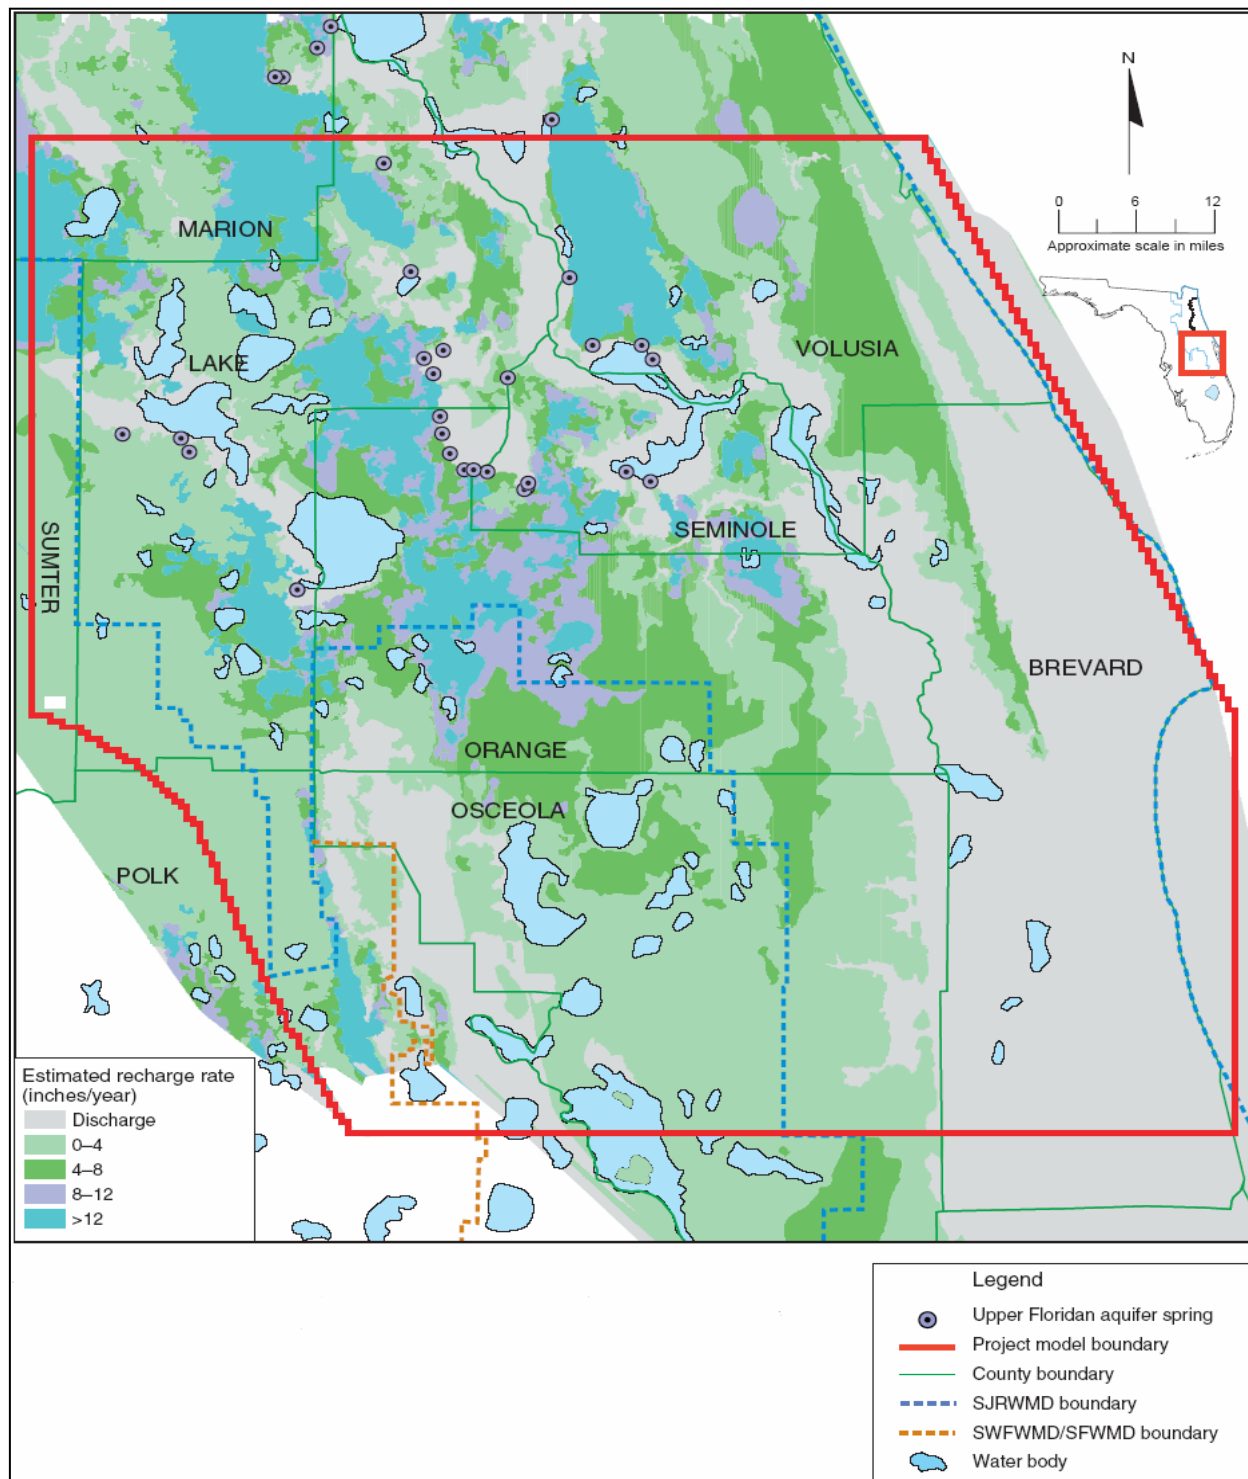 N
0 6 12
Approximate scale in miles
MARION
VOLUSIA
LAKE
SUMTER
SEMINOLE
BREVARD
ORANGE
OSCEOLA
POLK
Estimated recharge rate
(inches/year)
Discharge
0–4
4–8
8–12
>12
Legend
Upper Floridan aquifer spring
Project model boundary
County boundary
SJRWMD boundary
SWFWMD/SFWMD boundary
Water body